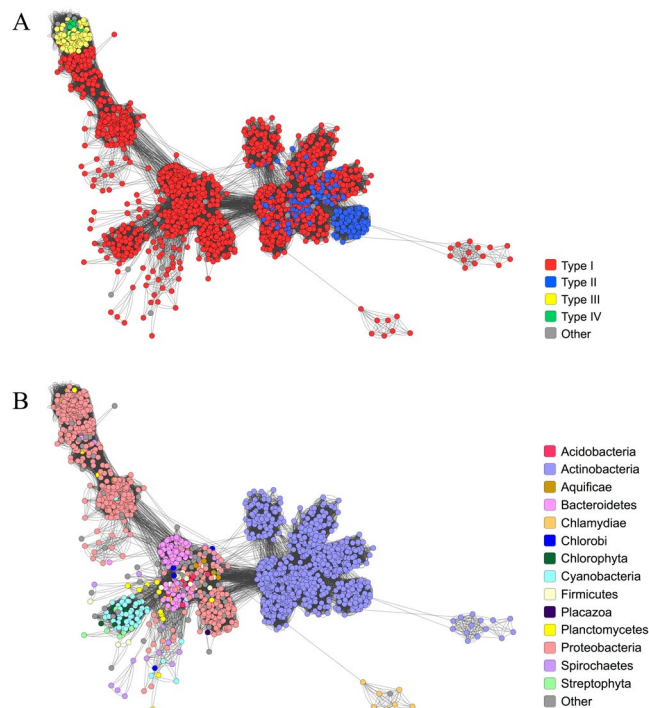 A
Type I
Type II
Type III
Type IV
Other
B
Acidobacteria
Actinobacteria
Aquificae
Bacteroidetes
Chlamydiae
Chlorobi
Chlorophyta
Cyanobacteria
Firmicutes
Placazoa
Planctomycetes
Proteobacteria
Spirochaetes
Streptophyta
Other